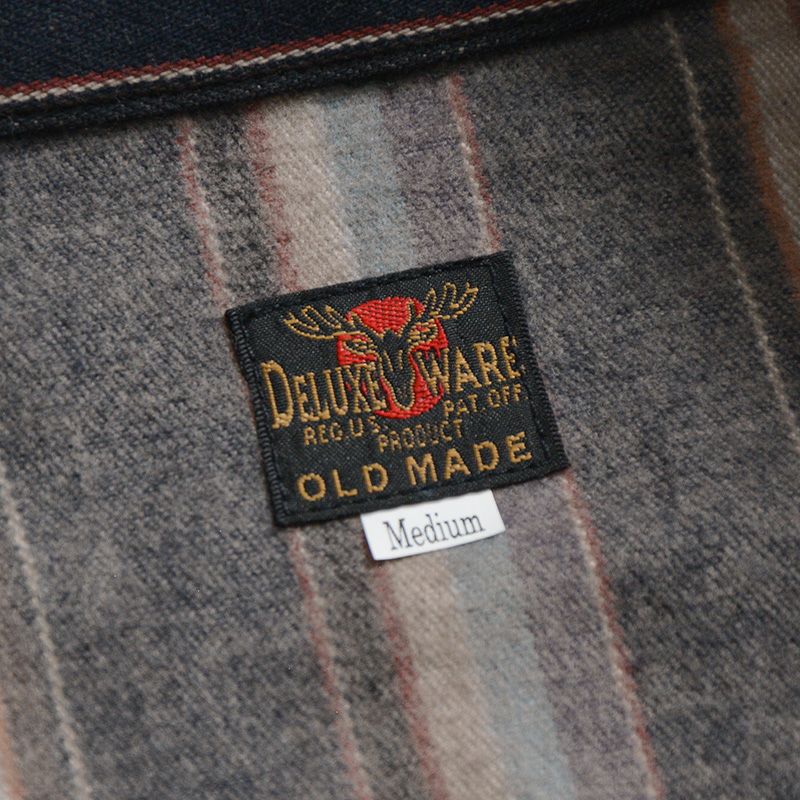 DELUXE WARE
REG.U.S. PAT.OFF
PRODUCT
OLD MADE
Medium